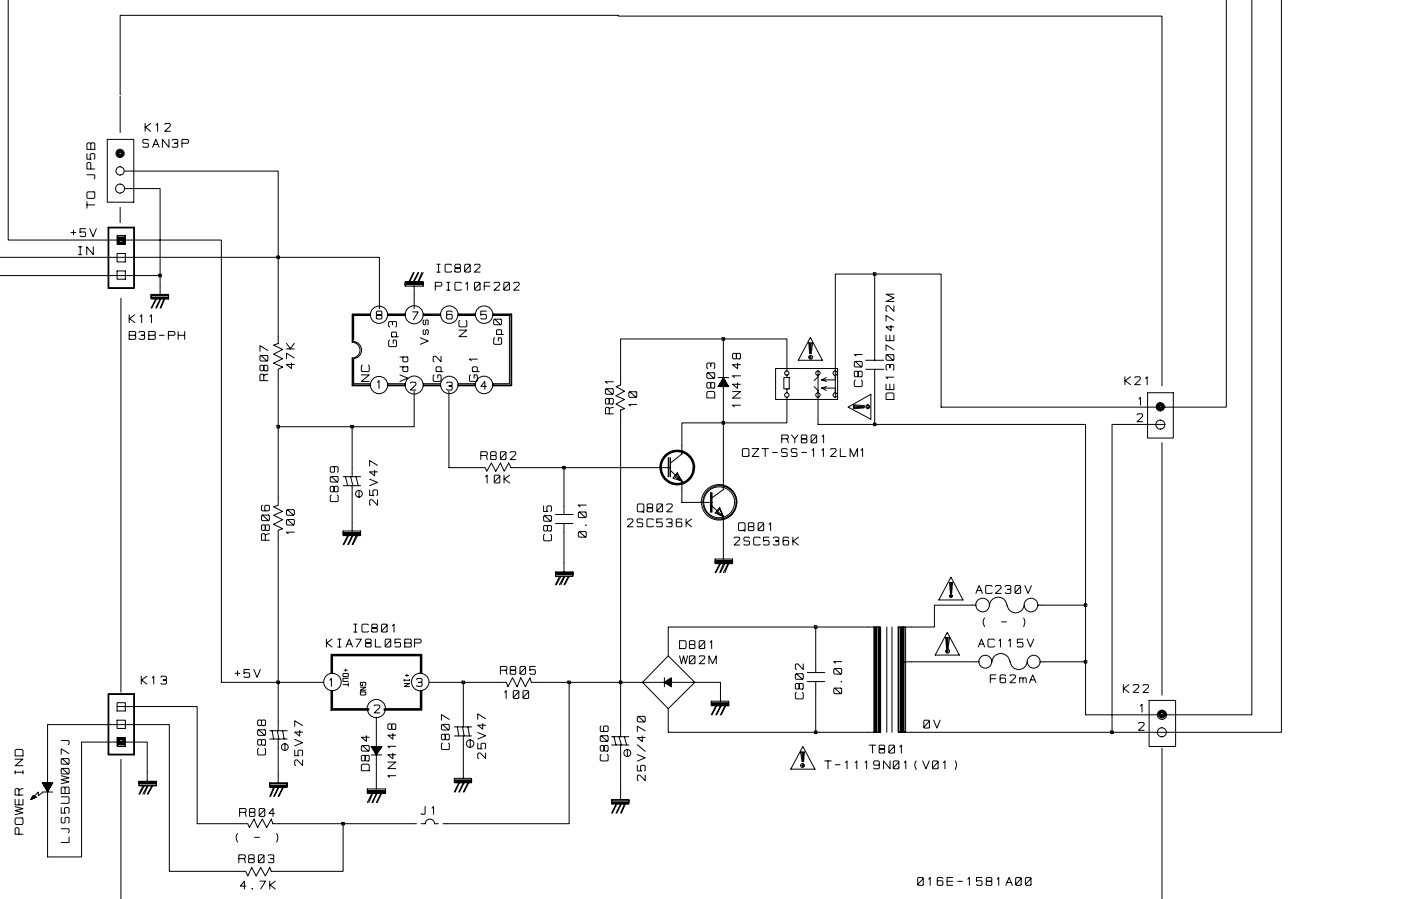 K12
SAN3P
TO JP5B
+5V
IN
K11
B3B-PH
IC802
PIC10F202
8 7 6 5
Gp3 Vss NC Gp0
NC Vdd Gp2 Gp1
1 2 3 4
R807
47K
R801
10
D803
1N4148
C801
DE1307E472M
K21
1
2
RY801
OZT-SS-112LM1
C809
25V47
R802
10K
R806
100
C805
0.01
Q802
2SC536K
Q801
2SC536K
AC230V
( - )
AC115V
F62mA
IC801
KIA78L05BP
+5V
1
+OUT
GND
+IN
3
2
R805
100
D801
W02M
C802
0.01
K13
K22
1
2
0V
C808
25V47
D804
1N4148
C807
25V47
C806
25V/470
T801
T-1119N01(V01)
POWER IND
LJS5UBW007J
R804
( - )
J1
R803
4.7K
016E-1581A00